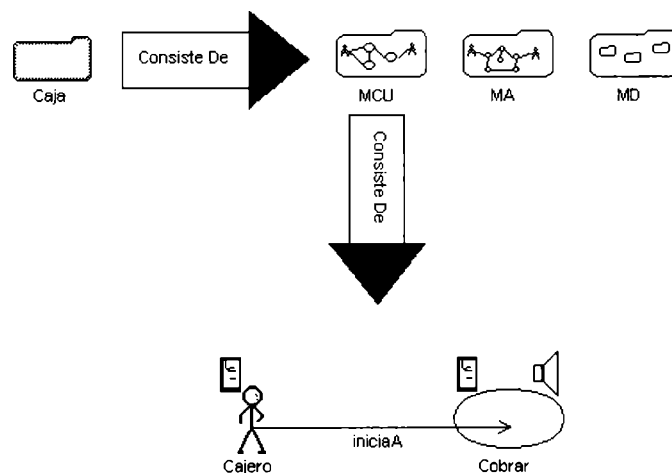 Consiste De
Caja
MCU
MA
MD
Consiste De
iniciaA
Cajero
Cobrar